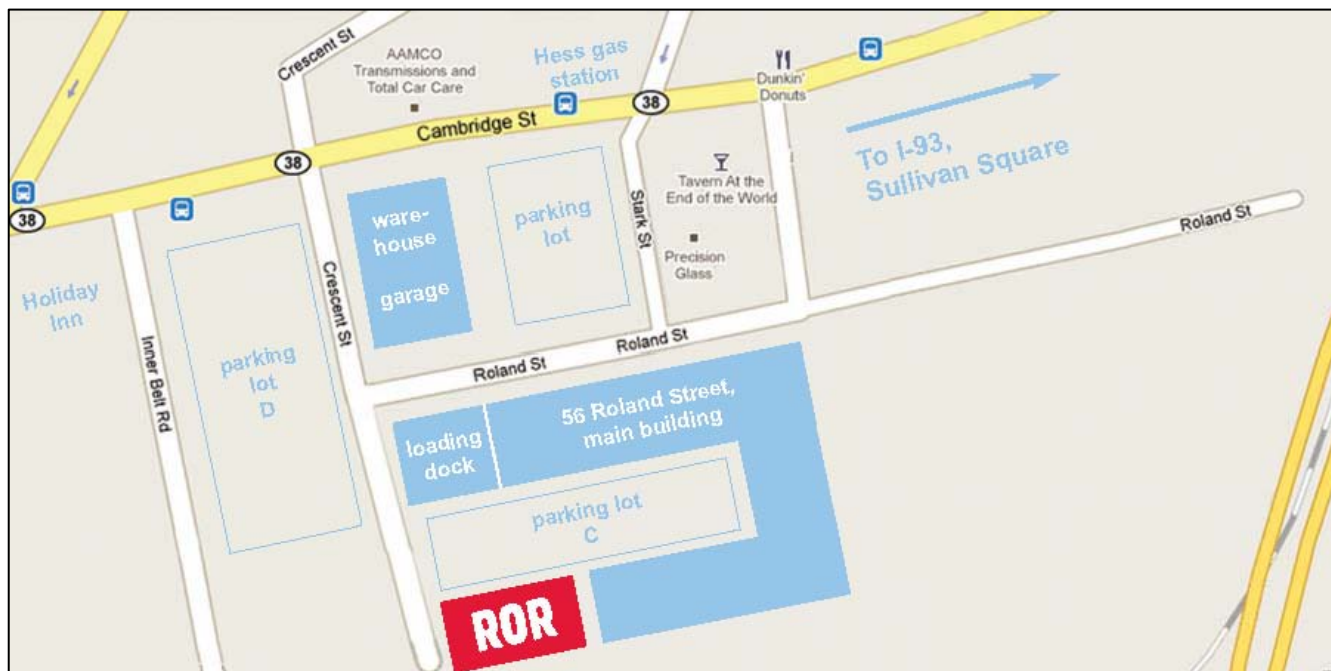 Crescent St
AAMCO
Transmissions and
Total Car Care
Hess gas
station
Dunkin'
Donuts
38
Cambridge St
38
38
To I-93,
Sullivan Square
Tavern At the
End of the World
Stark St
Precision
Glass
ware-
house
garage
parking
lot
Roland St
Holiday
Inn
Inner Belt Rd
parking
lot
D
Crescent St
Roland St
Roland St
loading
dock
56 Roland Street,
main building
parking lot
C
ROR